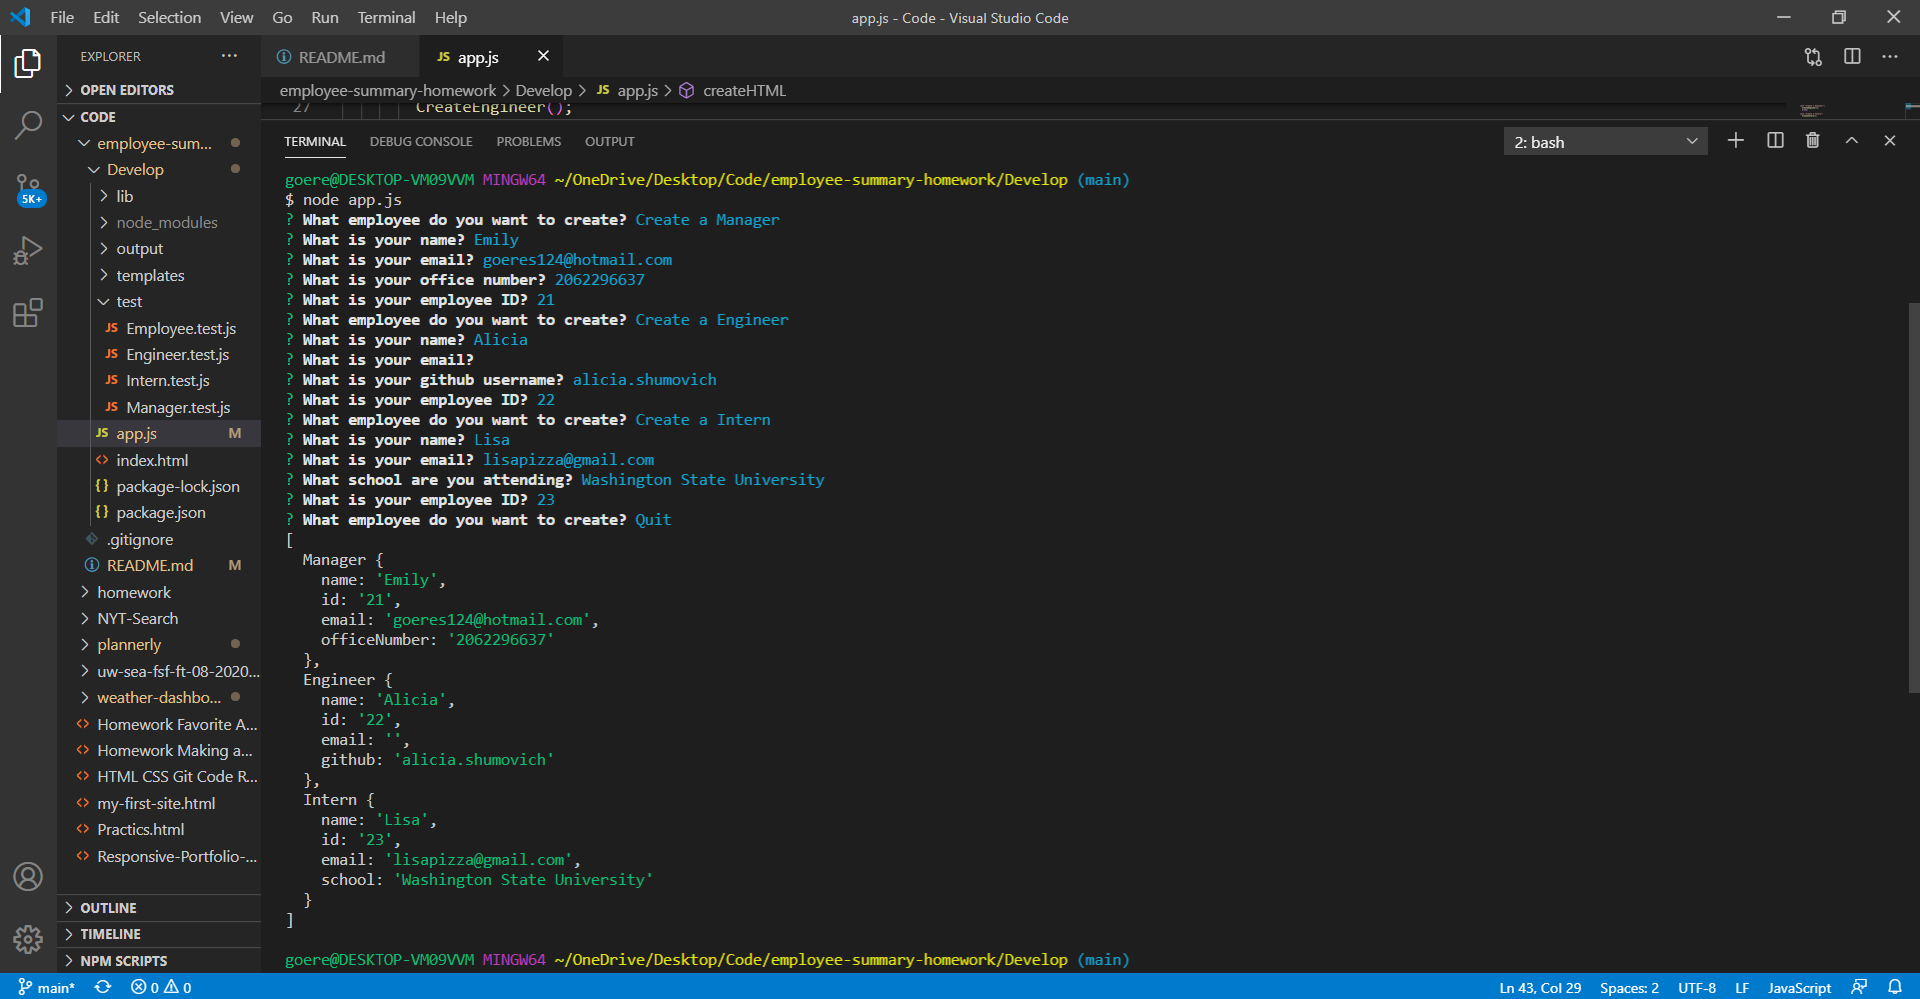 File Edit Selection View Go Run Terminal Help
app.js - Code - Visual Studio Code
EXPLORER
OPEN EDITORS
CODE
employee-sum...
Develop
lib
node_modules
output
templates
test
JS Employee.test.js
JS Engineer.test.js
JS Intern.test.js
JS Manager.test.js
JS app.js M
<> index.html
{} package-lock.json
{} package.json
.gitignore
README.md M
homework
NYT-Search
plannerly
uw-sea-fsf-ft-08-2020...
weather-dashbo...
<> Homework Favorite A...
<> Homework Making a...
<> HTML CSS Git Code R...
<> my-first-site.html
<> Practics.html
<> Responsive-Portfolio-...
OUTLINE
TIMELINE
NPM SCRIPTS
5K+
README.md
JS app.js
employee-summary-homework > Develop > JS app.js > createHTML
27 CreateEngineer();
TERMINAL DEBUG CONSOLE PROBLEMS OUTPUT
2: bash
goere@DESKTOP-VM09VVM MINGW64 ~/OneDrive/Desktop/Code/employee-summary-homework/Develop (main)
$ node app.js
? What employee do you want to create? Create a Manager
? What is your name? Emily
? What is your email? goeres124@hotmail.com
? What is your office number? 2062296637
? What is your employee ID? 21
? What employee do you want to create? Create a Engineer
? What is your name? Alicia
? What is your email?
? What is your github username? alicia.shumovich
? What is your employee ID? 22
? What employee do you want to create? Create a Intern
? What is your name? Lisa
? What is your email? lisapizza@gmail.com
? What school are you attending? Washington State University
? What is your employee ID? 23
? What employee do you want to create? Quit
[
Manager {
name: 'Emily',
id: '21',
email: 'goeres124@hotmail.com',
officeNumber: '2062296637'
},
Engineer {
name: 'Alicia',
id: '22',
email: '',
github: 'alicia.shumovich'
},
Intern {
name: 'Lisa',
id: '23',
email: 'lisapizza@gmail.com',
school: 'Washington State University'
}
]
goere@DESKTOP-VM09VVM MINGW64 ~/OneDrive/Desktop/Code/employee-summary-homework/Develop (main)
main* 0 0
Ln 43, Col 29 Spaces: 2 UTF-8 LF JavaScript